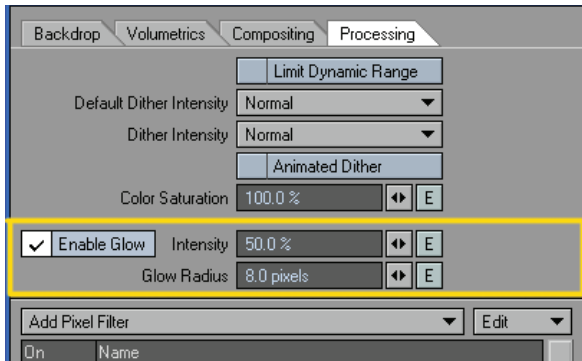 Backdrop Volumetrics Compositing Processing
Limit Dynamic Range
Default Dither Intensity Normal
Dither Intensity Normal
Animated Dither
Color Saturation 100.0 % E
Enable Glow Intensity 50.0 % E
Glow Radius 8.0 pixels E
Add Pixel Filter Edit
On Name